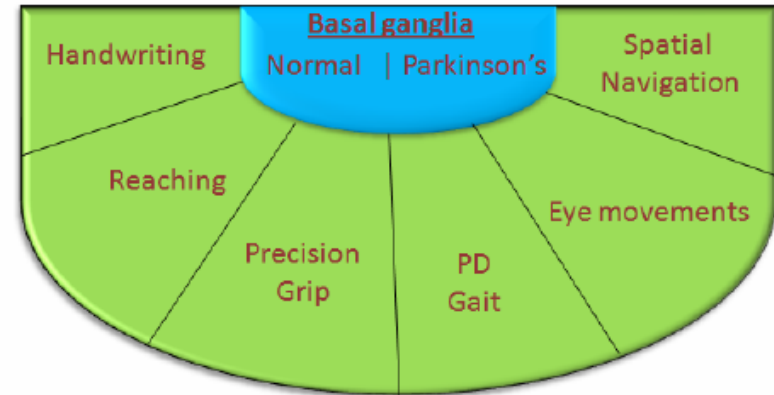 Basal ganglia
Normal | Parkinson's
Handwriting
Reaching
Precision
Grip
PD
Gait
Eye movements
Spatial
Navigation